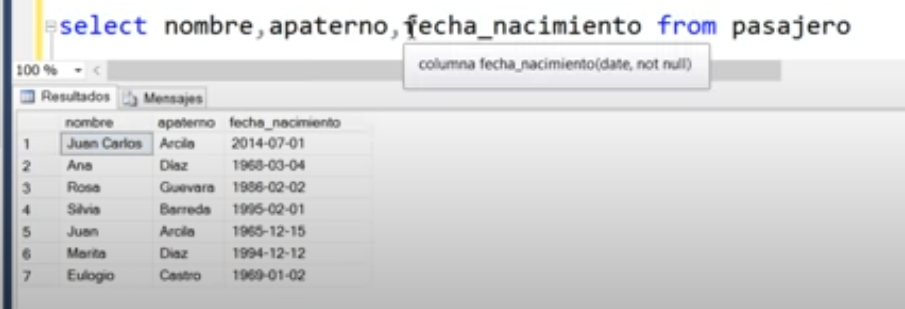 select nombre,apaterno,fecha_nacimiento from pasajero
columna fecha_nacimiento(date, not null)
100 %
Resultados Mensajes
nombre apaterno fecha_nacimiento
1 Juan Carlos Arcila 2014-07-01
2 Ana Díaz 1968-03-04
3 Rosa Guevara 1986-02-02
4 Silvia Barreda 1995-02-01
5 Juan Arcila 1965-12-15
6 Marita Diaz 1994-12-12
7 Eulogio Castro 1969-01-02